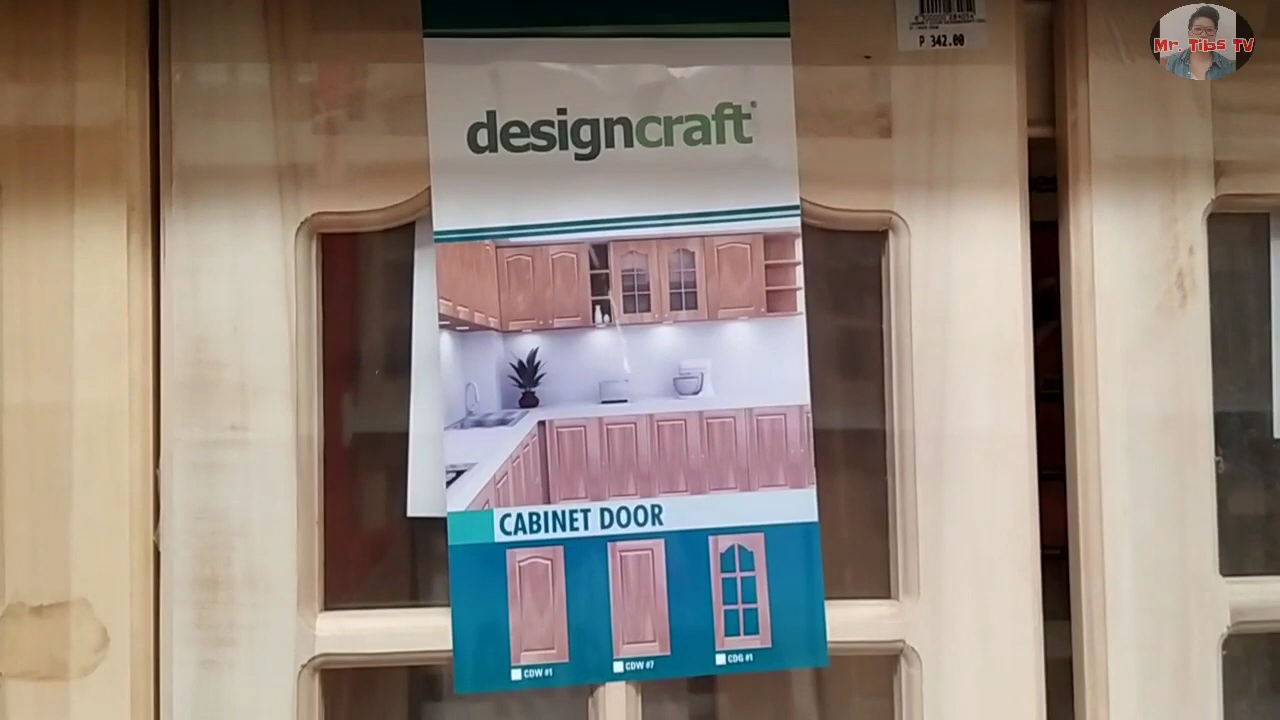 ₱ 342.00
Mr. Tibs TV
designcraft
CABINET DOOR
CDW #1
CDW #7
CDG #1